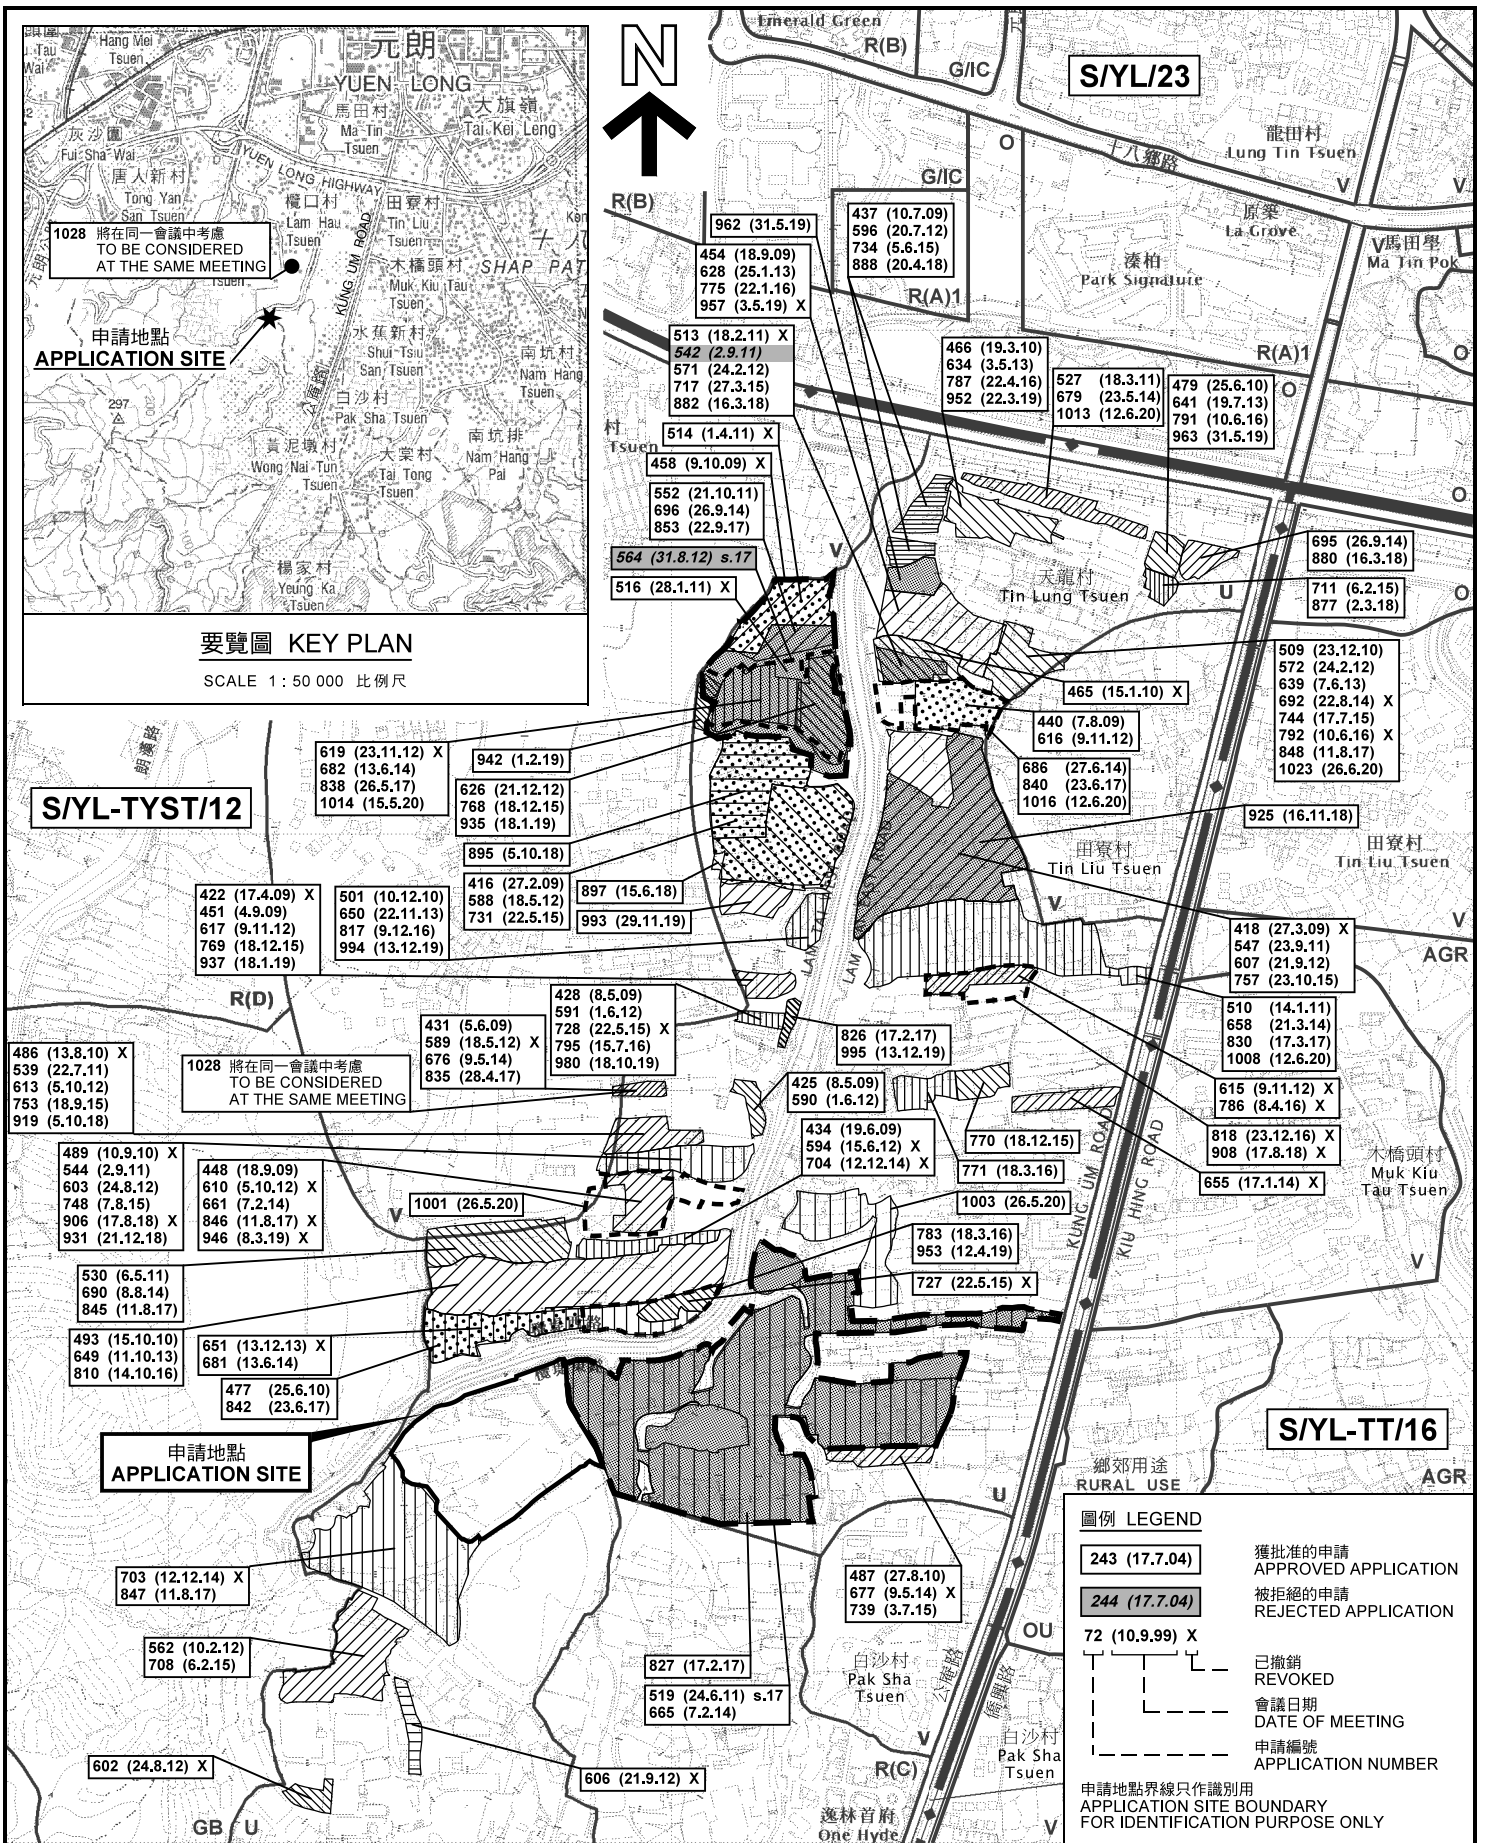 Hang Mei
Tsuen
Tau
Wai
元朗
YUEN LONG
馬田村
Ma Tin
Tsuen
大旗嶺
Tai Kei Leng
灰沙圍
Fui Sha Wai
唐人新村
Tong Yan
San Tsuen
YUEN LONG HIGHWAY
欖口村
Lam Hau
Tsuen
田寮村
Tin Liu
Tsuen
KUNG UM ROAD
公庵路
1028 將在同一會議中考慮
TO BE CONSIDERED
AT THE SAME MEETING
Tsuen
木橋頭村
Muk Kiu Tau
Tsuen
SHAP PAT
申請地點
APPLICATION SITE
水蕉新村
Shui Tsiu
San Tsuen
南坑村
Nam Hang
Tsuen
297
200
白沙村
Pak Sha Tsuen
黃泥墩村
Wong Nai Tun
Tsuen
大棠村
Tai Tong
Tsuen
南坑排
Nam Hang
Pai
楊家村
Yeung Ka
Tsuen
要覽圖 KEY PLAN
SCALE 1 : 50 000 比例尺
N
Emerald Green
R(B)
G/IC
S/YL/23
O
十八鄉路
龍田村
Lung Tin Tsuen
V
V
R(B)
G/IC
原築
La Grove
V
馬田壆
Ma Tin Pok
溱柏
Park Signature
R(A)1
R(A)1
O
O
O
O
962 (31.5.19)
437 (10.7.09)
596 (20.7.12)
734 (5.6.15)
888 (20.4.18)
454 (18.9.09)
628 (25.1.13)
775 (22.1.16)
957 (3.5.19) X
513 (18.2.11) X
542 (2.9.11)
571 (24.2.12)
717 (27.3.15)
882 (16.3.18)
466 (19.3.10)
634 (3.5.13)
787 (22.4.16)
952 (22.3.19)
527 (18.3.11)
679 (23.5.14)
1013 (12.6.20)
479 (25.6.10)
641 (19.7.13)
791 (10.6.16)
963 (31.5.19)
村
Tsuen
514 (1.4.11) X
458 (9.10.09) X
552 (21.10.11)
696 (26.9.14)
853 (22.9.17)
564 (31.8.12) s.17
516 (28.1.11) X
V
天龍村
Tin Lung Tsuen
U
695 (26.9.14)
880 (16.3.18)
711 (6.2.15)
877 (2.3.18)
509 (23.12.10)
572 (24.2.12)
639 (7.6.13)
692 (22.8.14) X
744 (17.7.15)
792 (10.6.16) X
848 (11.8.17)
1023 (26.6.20)
465 (15.1.10) X
440 (7.8.09)
616 (9.11.12)
686 (27.6.14)
840 (23.6.17)
1016 (12.6.20)
朗漢路
S/YL-TYST/12
619 (23.11.12) X
682 (13.6.14)
838 (26.5.17)
1014 (15.5.20)
942 (1.2.19)
626 (21.12.12)
768 (18.12.15)
935 (18.1.19)
895 (5.10.18)
416 (27.2.09)
588 (18.5.12)
731 (22.5.15)
897 (15.6.18)
993 (29.11.19)
925 (16.11.18)
田寮村
Tin Liu Tsuen
田寮村
Tin Liu Tsuen
V
V
AGR
422 (17.4.09) X
451 (4.9.09)
617 (9.11.12)
769 (18.12.15)
937 (18.1.19)
501 (10.12.10)
650 (22.11.13)
817 (9.12.16)
994 (13.12.19)
418 (27.3.09) X
547 (23.9.11)
607 (21.9.12)
757 (23.10.15)
510 (14.1.11)
658 (21.3.14)
830 (17.3.17)
1008 (12.6.20)
R(D)
428 (8.5.09)
591 (1.6.12)
728 (22.5.15) X
795 (15.7.16)
980 (18.10.19)
431 (5.6.09)
589 (18.5.12) X
676 (9.5.14)
835 (28.4.17)
826 (17.2.17)
995 (13.12.19)
486 (13.8.10) X
539 (22.7.11)
613 (5.10.12)
753 (18.9.15)
919 (5.10.18)
1028 將在同一會議中考慮
TO BE CONSIDERED
AT THE SAME MEETING
425 (8.5.09)
590 (1.6.12)
615 (9.11.12) X
786 (8.4.16) X
818 (23.12.16) X
908 (17.8.18) X
434 (19.6.09)
594 (15.6.12) X
704 (12.12.14) X
770 (18.12.15)
771 (18.3.16)
655 (17.1.14) X
木橋頭村
Muk Kiu
Tau Tsuen
489 (10.9.10) X
544 (2.9.11)
603 (24.8.12)
748 (7.8.15)
906 (17.8.18) X
931 (21.12.18)
448 (18.9.09)
610 (5.10.12) X
661 (7.2.14)
846 (11.8.17) X
946 (8.3.19) X
1001 (26.5.20)
1003 (26.5.20)
V
V
KUNG UM ROAD
KIU HING ROAD
783 (18.3.16)
953 (12.4.19)
727 (22.5.15) X
530 (6.5.11)
690 (8.8.14)
845 (11.8.17)
493 (15.10.10)
649 (11.10.13)
810 (14.10.16)
651 (13.12.13) X
681 (13.6.14)
477 (25.6.10)
842 (23.6.17)
申請地點
APPLICATION SITE
S/YL-TT/16
鄉郊用途
RURAL USE
AGR
U
703 (12.12.14) X
847 (11.8.17)
487 (27.8.10)
677 (9.5.14) X
739 (3.7.15)
562 (10.2.12)
708 (6.2.15)
827 (17.2.17)
519 (24.6.11) s.17
665 (7.2.14)
602 (24.8.12) X
606 (21.9.12) X
白沙村
Pak Sha
Tsuen
公庵路
僑興路
OU
V
白沙村
Pak Sha
Tsuen
R(C)
GB
U
逸林首府
One Hyde
V
圖例 LEGEND
243 (17.7.04)
獲批准的申請
APPROVED APPLICATION
244 (17.7.04)
被拒絕的申請
REJECTED APPLICATION
72 (10.9.99) X
已撤銷
REVOKED
會議日期
DATE OF MEETING
申請編號
APPLICATION NUMBER
申請地點界線只作識別用
APPLICATION SITE BOUNDARY
FOR IDENTIFICATION PURPOSE ONLY